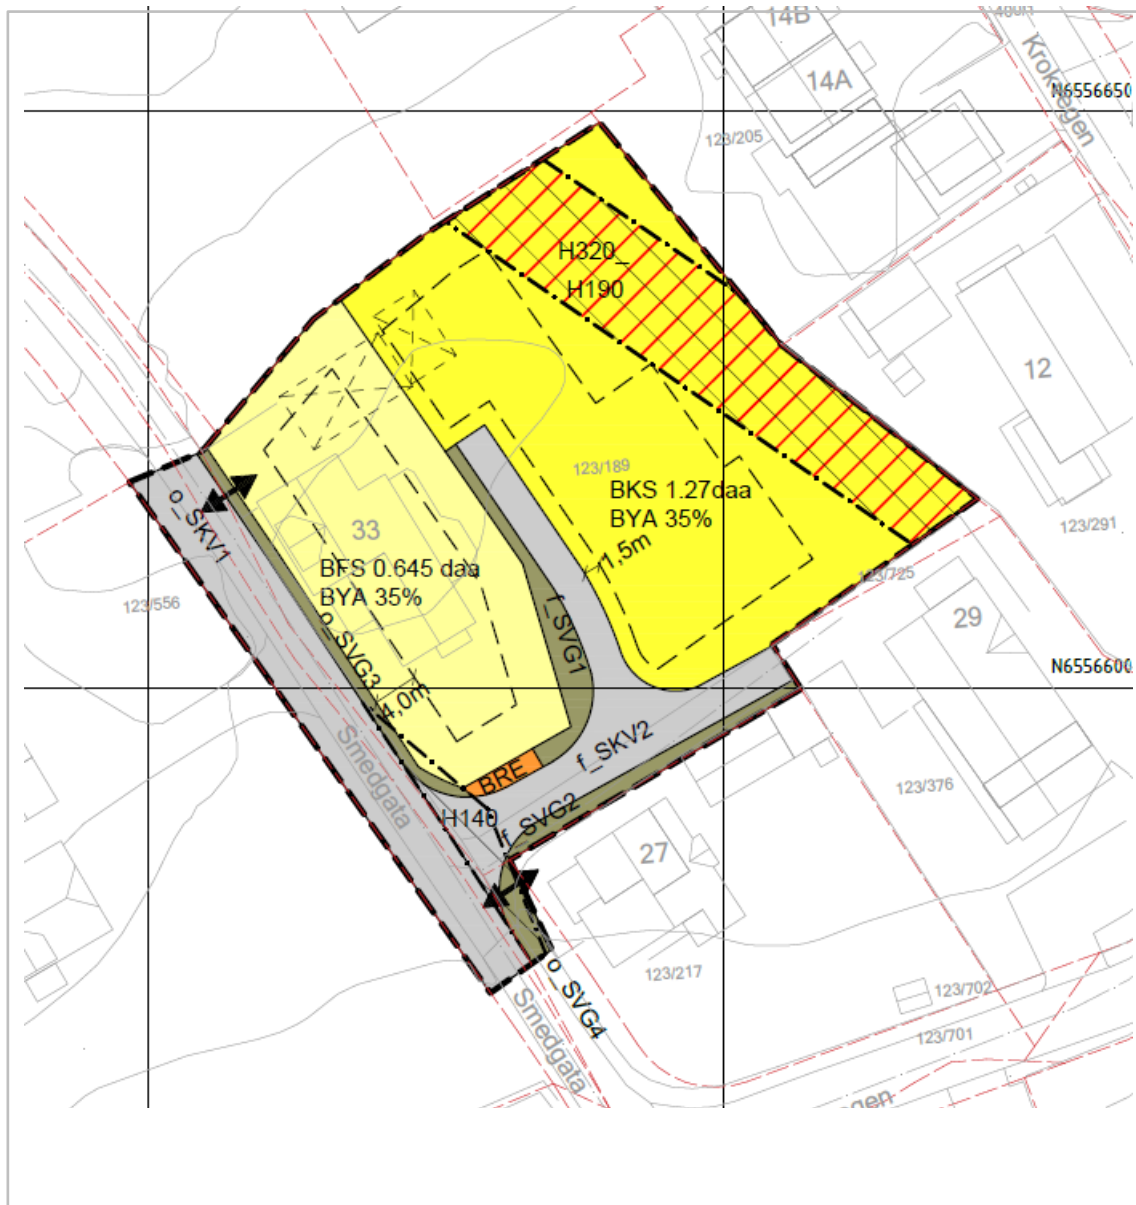 14B
14A
N6556650
123/205
H320_
H190
12
123/189
BKS 1.27daa
BYA 35%
o_SKV1
33
123/291
1,5m
BFS 0.645 daa
BYA 35%
123/725
123/556
f_SVG1
29
o_SVG3
N6556600
4,0m
Smedgata
f_SKV2
BRE
123/376
H140
f_SVG2
27
123/217
o_SVG4
123/702
Smedgata
123/701